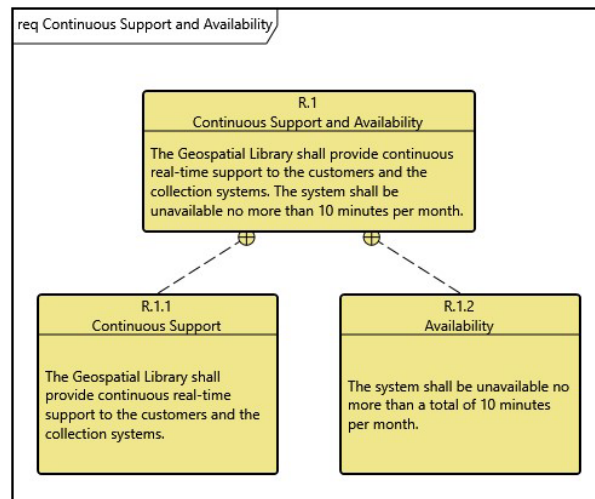 req Continuous Support and Availability
R.1
Continuous Support and Availability
The Geospatial Library shall provide continuous
real-time support to the customers and the
collection systems. The system shall be
unavailable no more than 10 minutes per month.
R.1.1
Continuous Support
The Geospatial Library shall
provide continuous real-time
support to the customers and the
collection systems.
R.1.2
Availability
The system shall be unavailable no
more than a total of 10 minutes
per month.